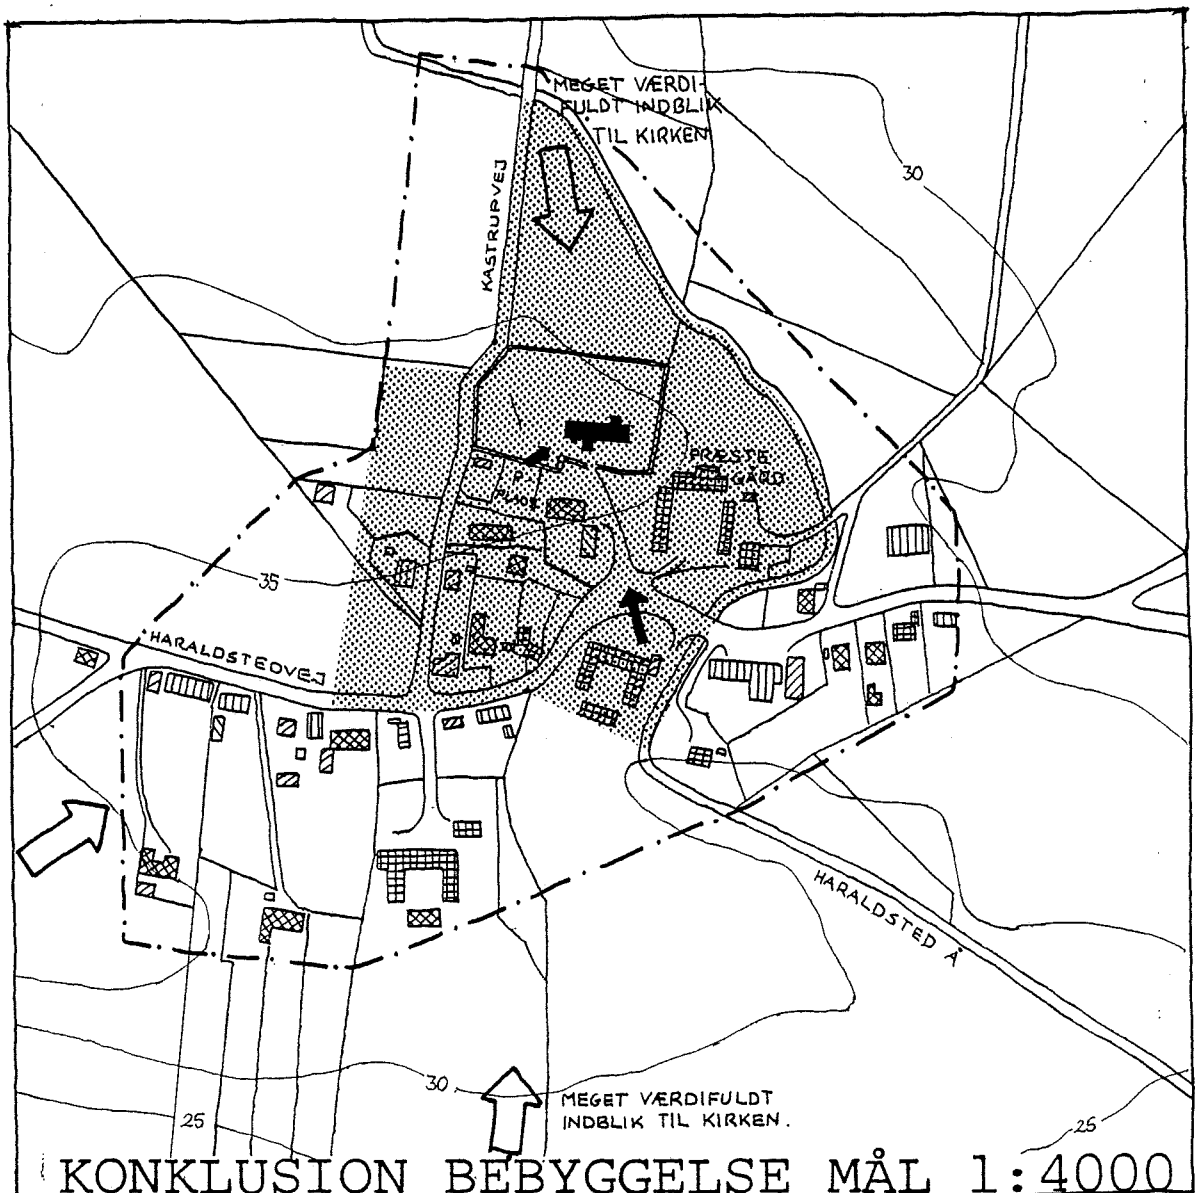 MEGET VÆRDI-
FULDT INDBLIK
TIL KIRKEN
30
KASTRUPVEJ
PRÆSTE
GÅRD
P-
PLADS
35
HARALDSTEDVEJ
HARALDSTED Å
30
MEGET VÆRDIFULDT
INDBLIK TIL KIRKEN.
25
25
KONKLUSION BEBYGGELSE MÅL 1:4000